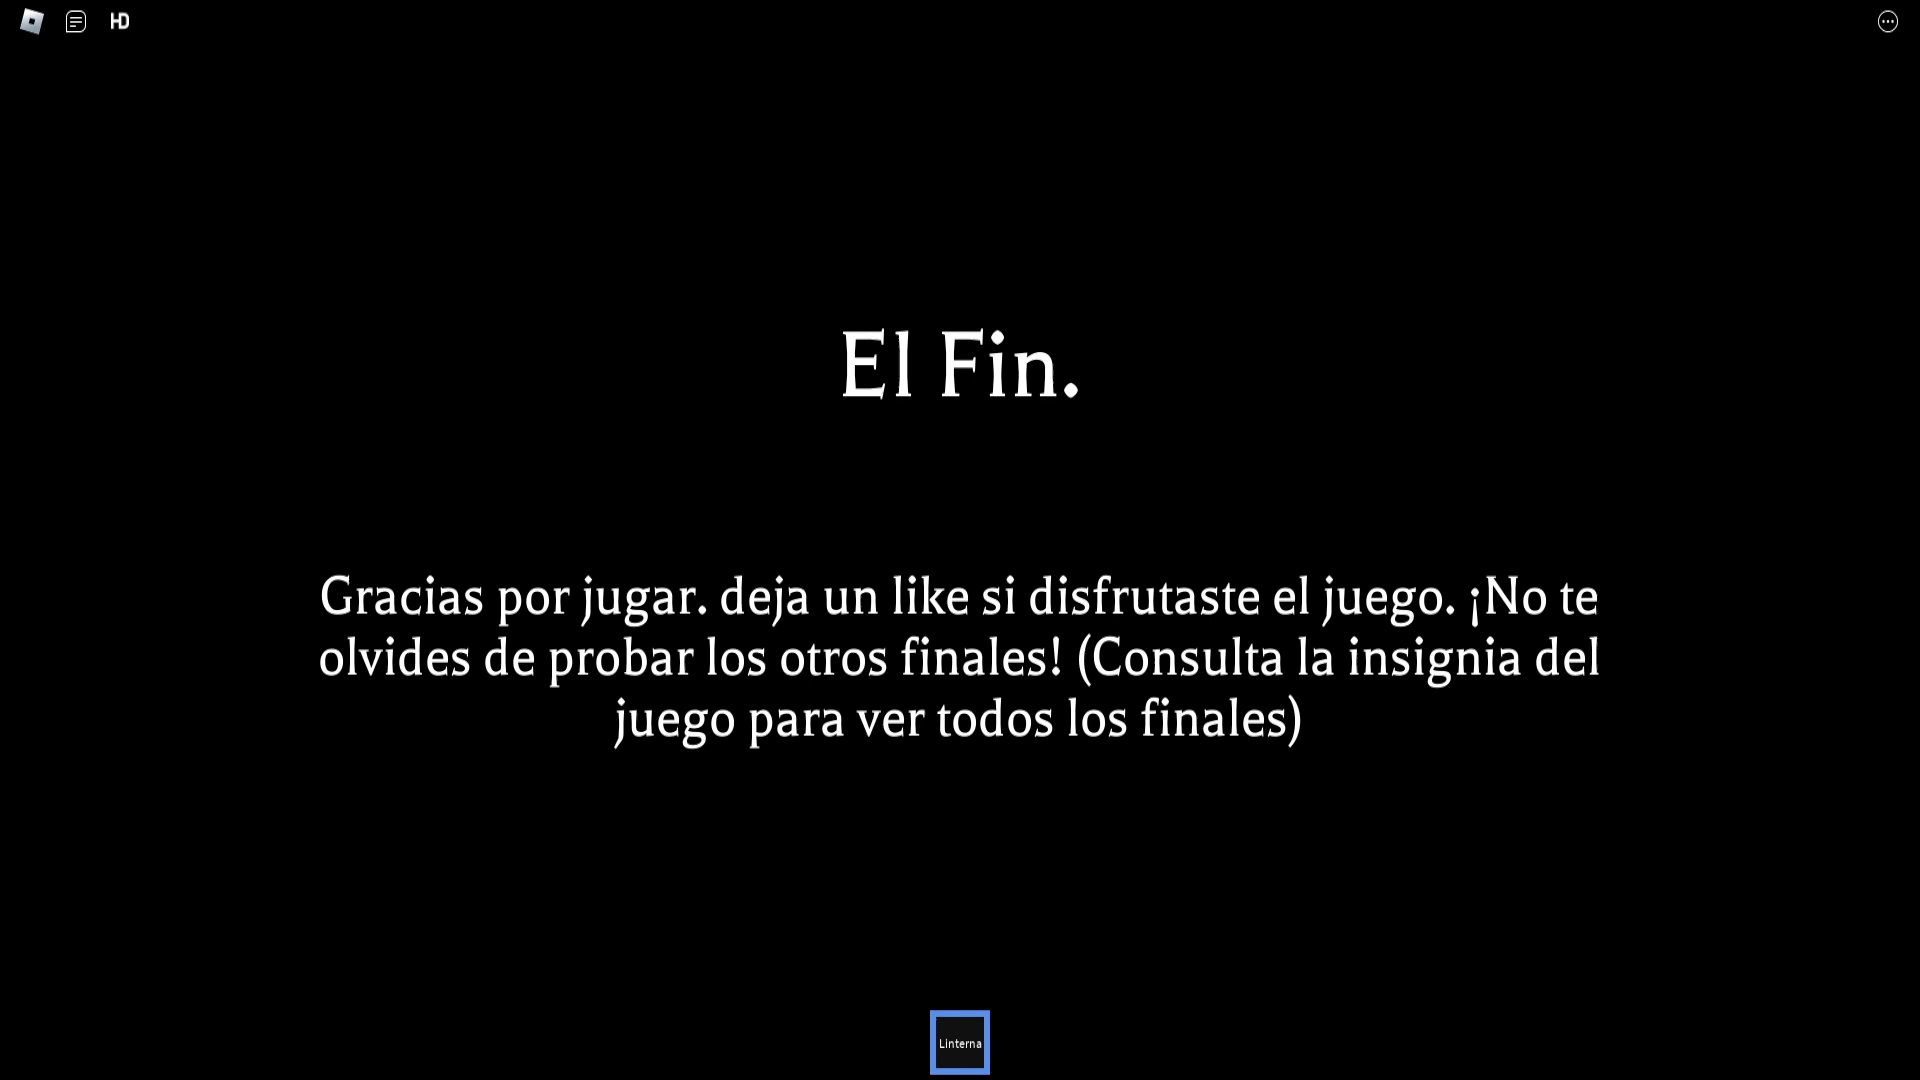 HD
El Fin.
Gracias por jugar. deja un like si disfrutaste el juego. ¡No te
olvides de probar los otros finales! (Consulta la insignia del
juego para ver todos los finales)
Linterna